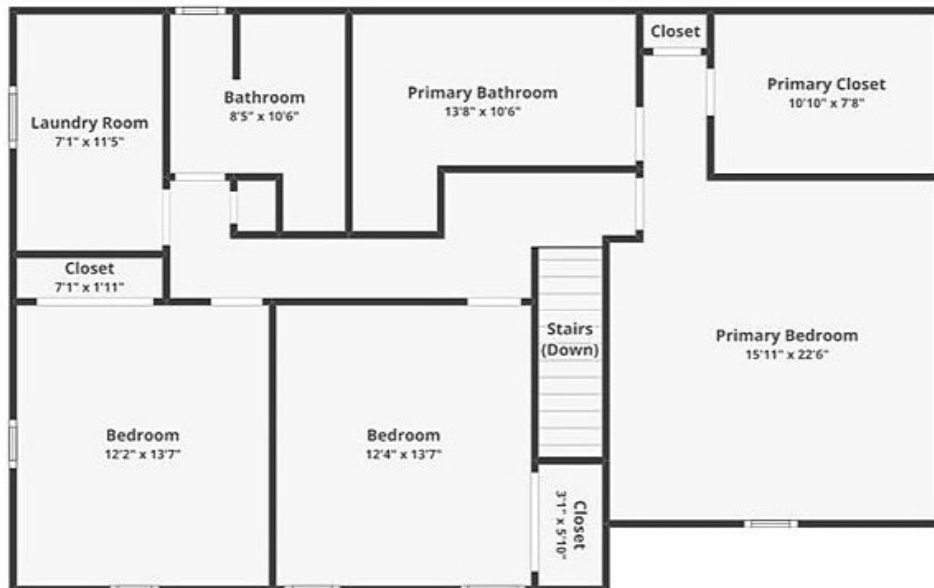 Closet
Primary Closet
10'10" x 7'8"
Primary Bathroom
13'8" x 10'6"
Bathroom
8'5" x 10'6"
Laundry Room
7'1" x 11'5"
Closet
7'1" x 1'11"
Stairs
(Down)
Primary Bedroom
15'11" x 22'6"
Bedroom
12'2" x 13'7"
Bedroom
12'4" x 13'7"
Closet
3'1" x 5'10"